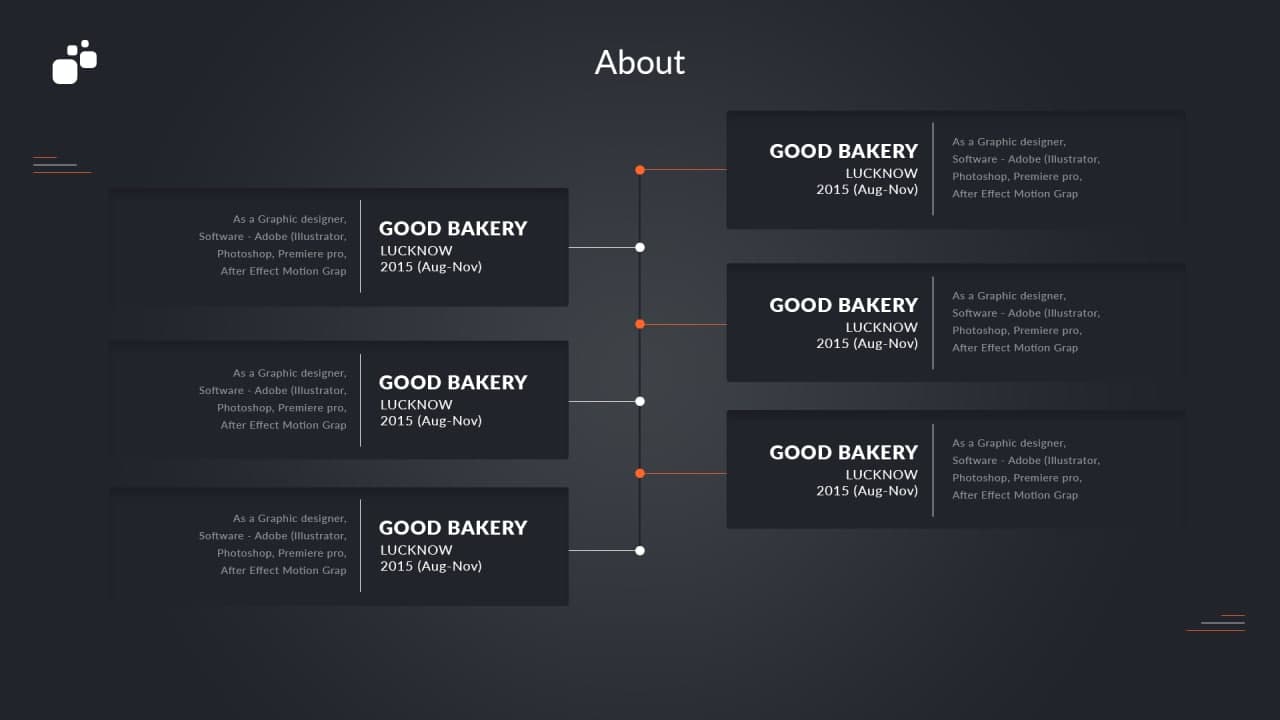 About
GOOD BAKERY
LUCKNOW
2015 (Aug-Nov)
As a Graphic designer,
Software - Adobe (Illustrator,
Photoshop, Premiere pro,
After Effect Motion Grap
As a Graphic designer,
Software - Adobe (Illustrator,
Photoshop, Premiere pro,
After Effect Motion Grap
GOOD BAKERY
LUCKNOW
2015 (Aug-Nov)
GOOD BAKERY
LUCKNOW
2015 (Aug-Nov)
As a Graphic designer,
Software - Adobe (Illustrator,
Photoshop, Premiere pro,
After Effect Motion Grap
As a Graphic designer,
Software - Adobe (Illustrator,
Photoshop, Premiere pro,
After Effect Motion Grap
GOOD BAKERY
LUCKNOW
2015 (Aug-Nov)
GOOD BAKERY
LUCKNOW
2015 (Aug-Nov)
As a Graphic designer,
Software - Adobe (Illustrator,
Photoshop, Premiere pro,
After Effect Motion Grap
As a Graphic designer,
Software - Adobe (Illustrator,
Photoshop, Premiere pro,
After Effect Motion Grap
GOOD BAKERY
LUCKNOW
2015 (Aug-Nov)